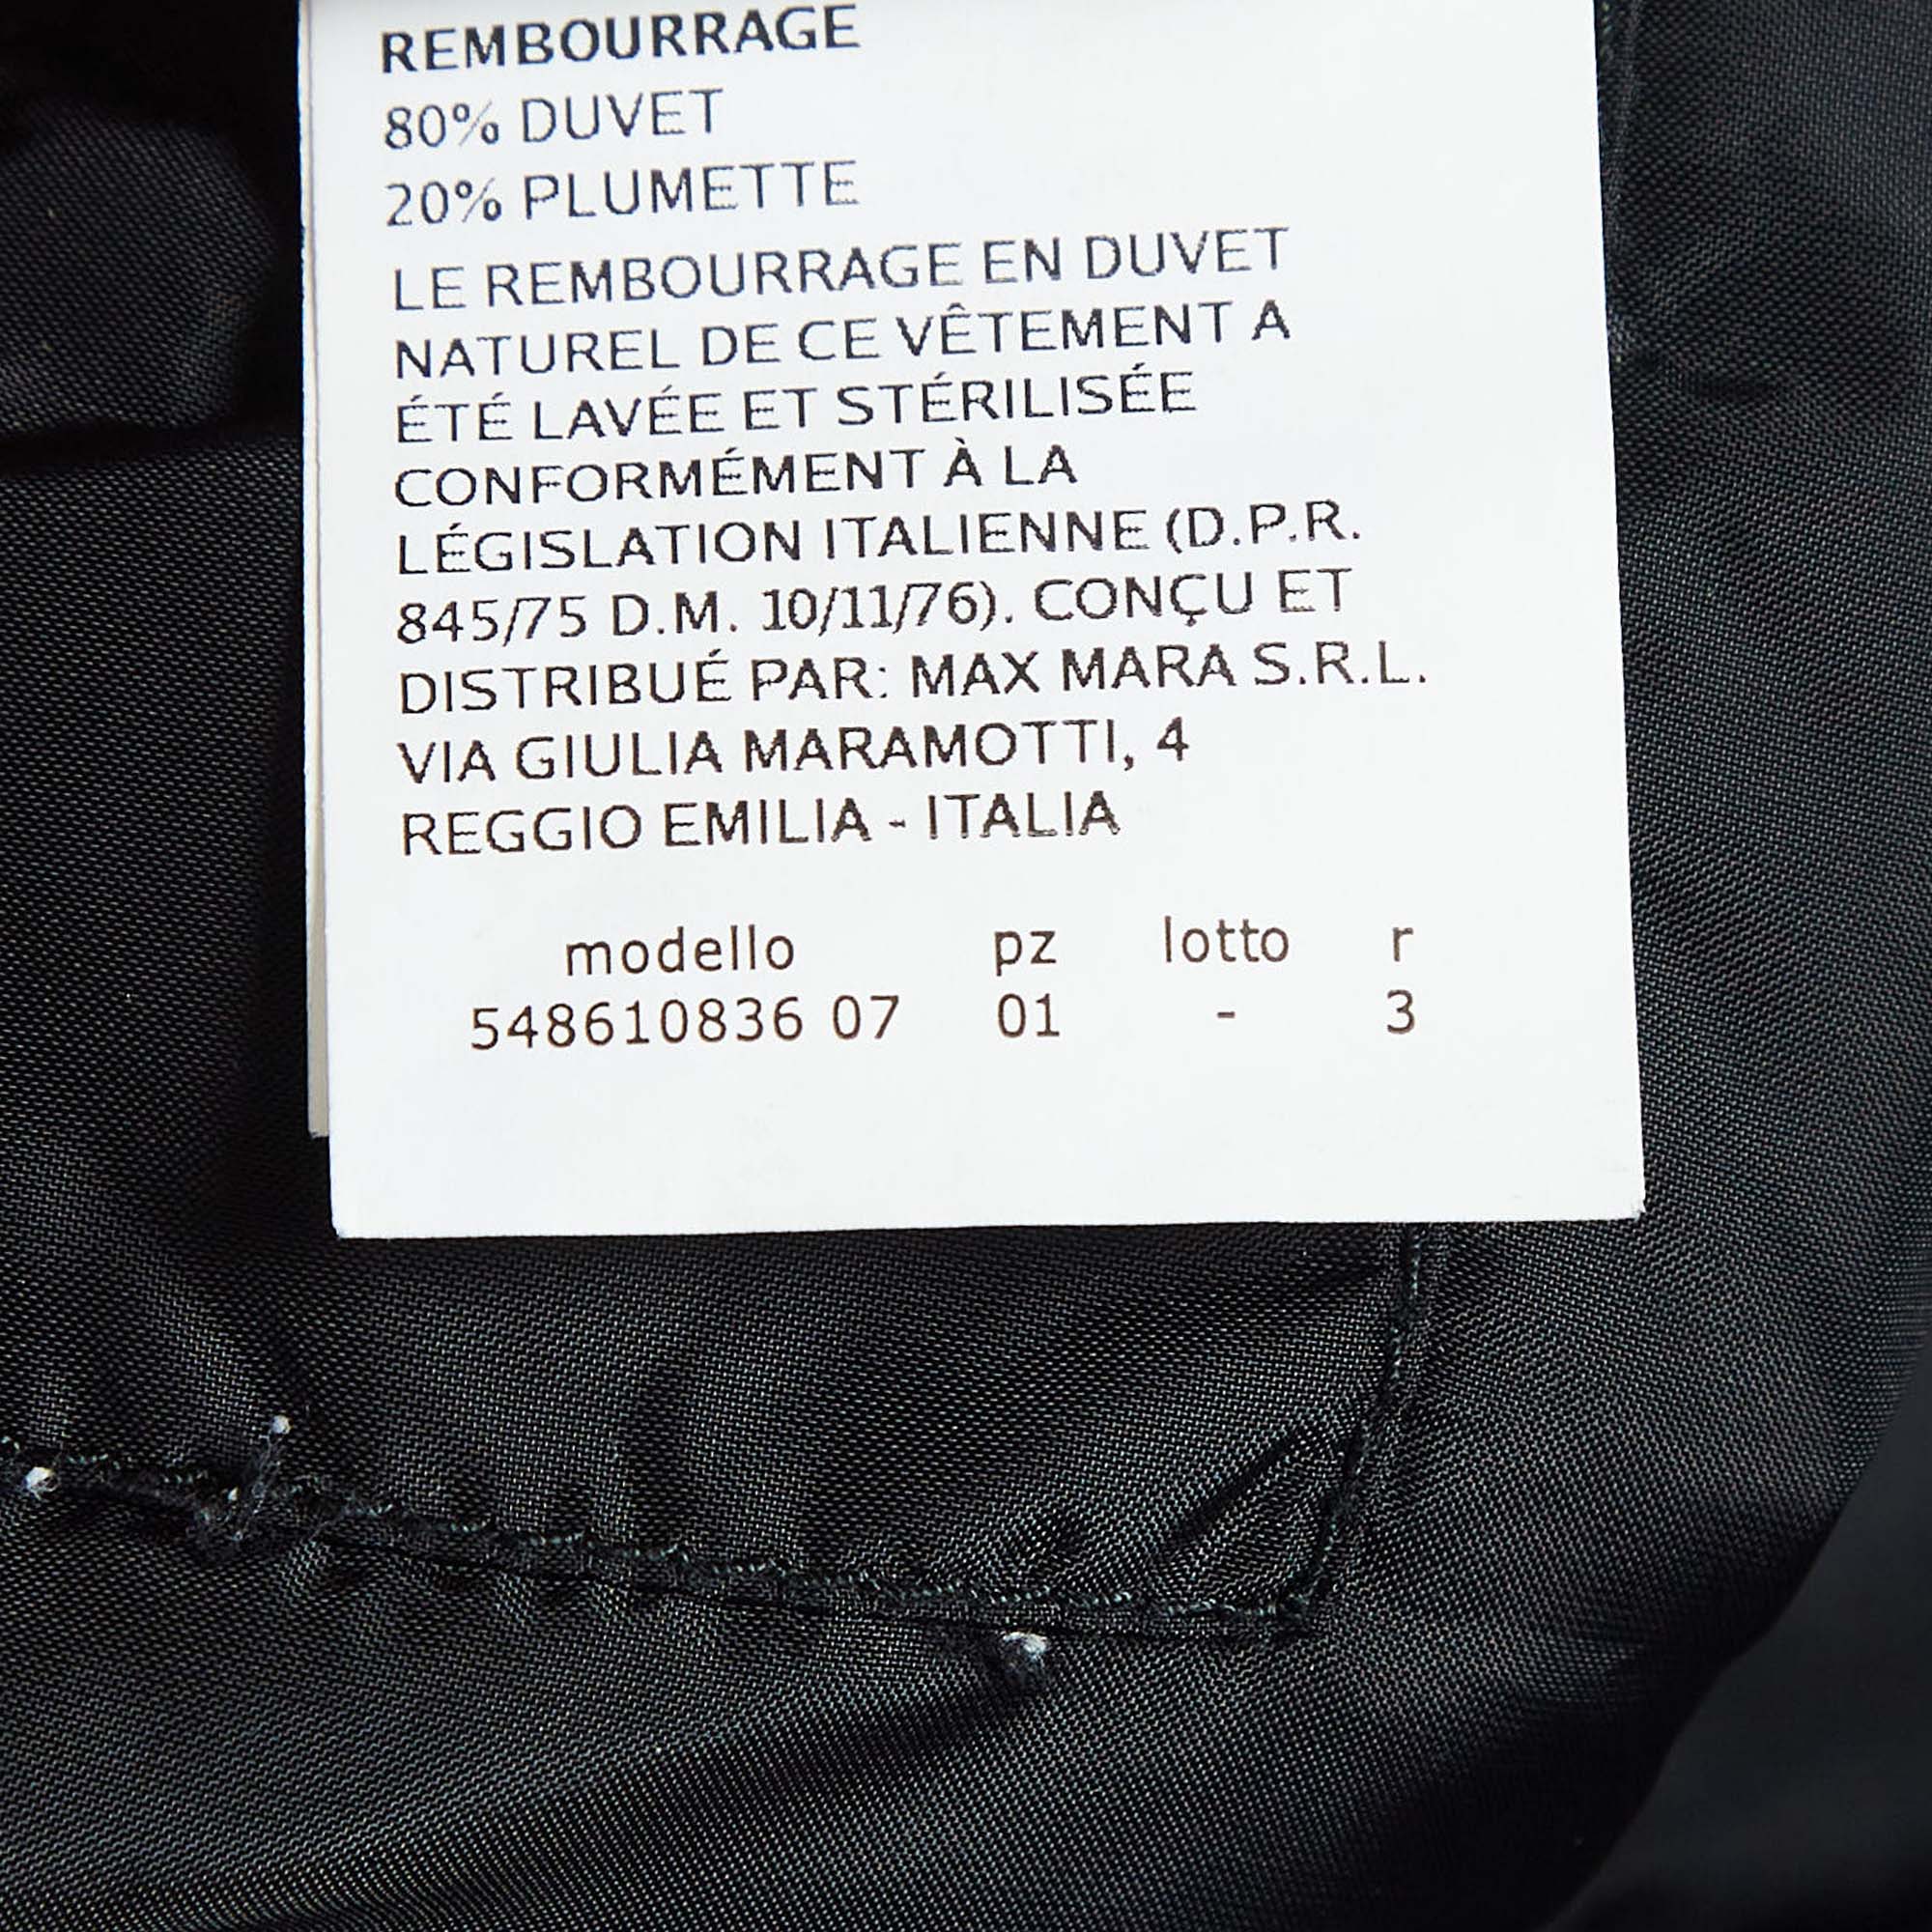 REMBOURRAGE
80% DUVET
20% PLUMETTE
LE REMBOURRAGE EN DUVET
NATUREL DE CE VÊTEMENT A
ÉTÉ LAVÉE ET STÉRILISÉE
CONFORMÉMENT À LA
LÉGISLATION ITALIENNE (D.P.R.
845/75 D.M. 10/11/76). CONÇU ET
DISTRIBUÉ PAR: MAX MARA S.R.L.
VIA GIULIA MARAMOTTI, 4
REGGIO EMILIA - ITALIA
modello pz lotto r
548610836 07 01 - 3